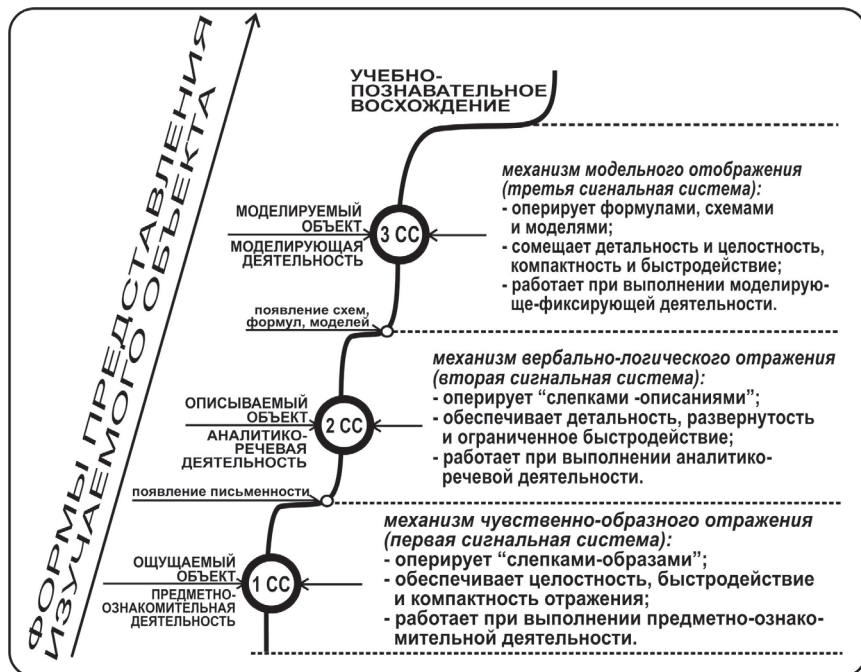 ФОРМЫ ПРЕДСТАВЛЕНИЯ
ИЗУЧАЕМОГО ОБЪЕКТА
УЧЕБНО-
ПОЗНАВАТЕЛЬНОЕ
ВОСХОЖДЕНИЕ
механизм модельного отображения
(третья сигнальная система):
- оперирует формулами, схемами
и моделями;
- сомещает детальность и целостность,
компактность и быстродействие;
- работает при выполнении моделирую-
ще-фиксирующей деятельности.
МОДЕЛИРУЕМЫЙ
ОБЪЕКТ
МОДЕЛИРУЮЩАЯ
ДЕЯТЕЛЬНОСТЬ
3 СС
появление схем,
формул, моделей
механизм вербально-логического отражения
(вторая сигнальная система):
- оперирует “слепками -описаниями”;
- обеспечивает детальность, развернутость
и ограниченное быстродействие;
- работает при выполнении аналитико-
речевой деятельности.
ОПИСЫВАЕМЫЙ
ОБЪЕКТ
АНАЛИТИКО-
РЕЧЕВАЯ
ДЕЯТЕЛЬНОСТЬ
2 СС
появление письменности
механизм чувственно-образного отражения
(первая сигнальная система):
- оперирует “слепками-образами”;
- обеспечивает целостность, быстродействие
и компактность отражения;
- работает при выполнении предметно-ознако-
мительной деятельности.
ОЩУЩАЕМЫЙ
ОБЪЕКТ
ПРЕДМЕТНО-
ОЗНАКОМИТЕЛЬНАЯ
ДЕЯТЕЛЬНОСТЬ
1 СС